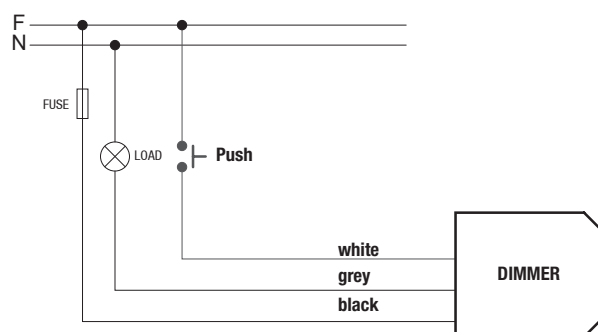 F
N
FUSE
LOAD
Push
white
grey
black
DIMMER